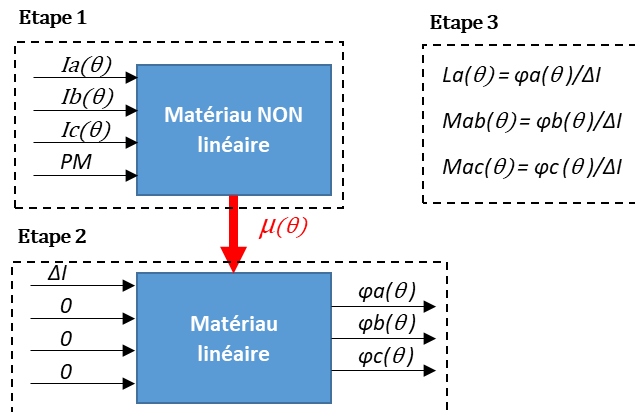 Etape 1
Ia(θ)
Ib(θ)
Ic(θ)
PM
Matériau NON
linéaire
μ(θ)
Etape 2
ΔI
0
0
0
Matériau
linéaire
φa(θ)
φb(θ)
φc(θ)
Etape 3
La(θ) = φa(θ)/ΔI
Mab(θ) = φb(θ)/ΔI
Mac(θ) = φc(θ)/ΔI